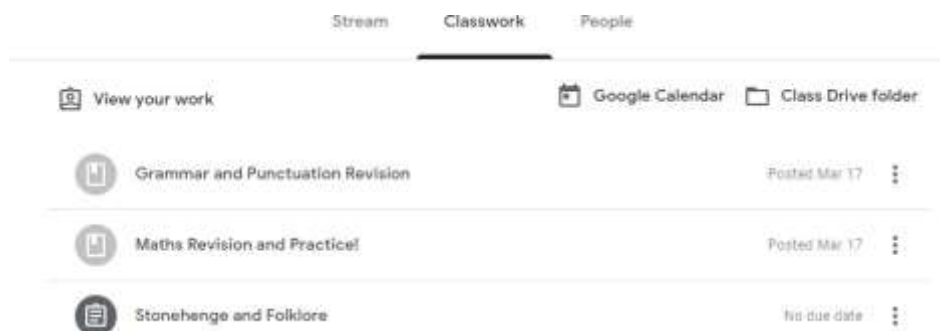 Stream Classwork People
View your work Google Calendar Class Drive folder
Grammar and Punctuation Revision Posted Mar 17
Maths Revision and Practice! Posted Mar 17
Stonehenge and Folklore No due date